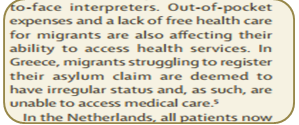 to-face interpreters. Out-of-pocket
expenses and a lack of free health care
for migrants are also affecting their
ability to access health services. In
Greece, migrants struggling to register
their asylum claim are deemed to
have irregular status and, as such, are
unable to access medical care.⁵
In the Netherlands, all patients now